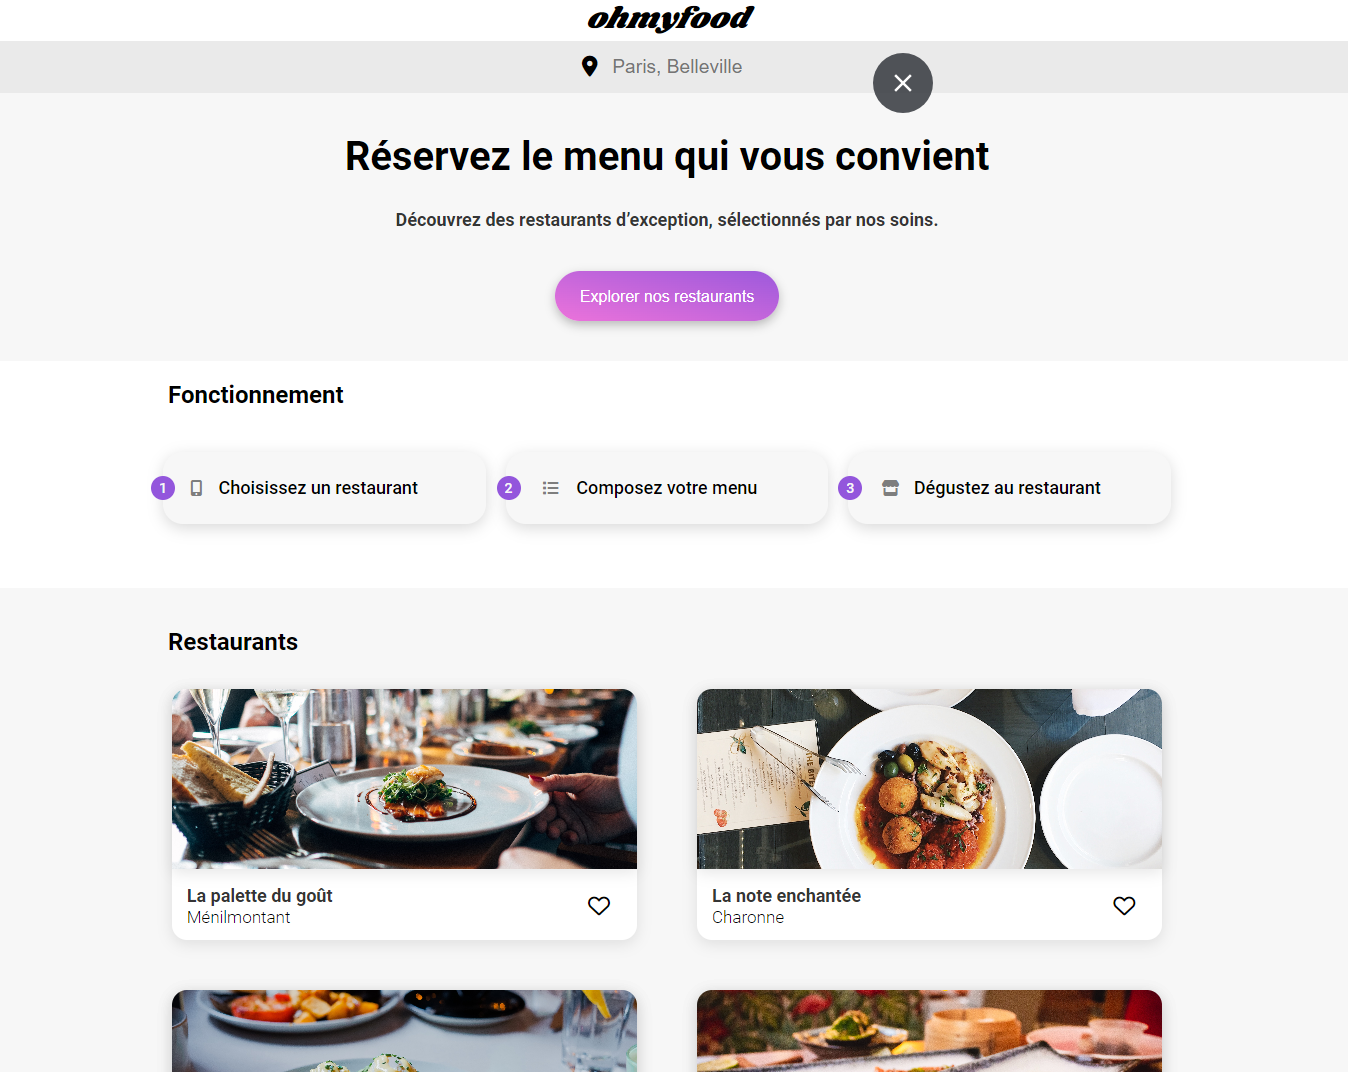 ohmyfood
Paris, Belleville
Réservez le menu qui vous convient
Découvrez des restaurants d’exception, sélectionnés par nos soins.
Explorer nos restaurants
Fonctionnement
1 Choisissez un restaurant
2 Composez votre menu
3 Dégustez au restaurant
Restaurants
La palette du goût
Ménilmontant
La note enchantée
Charonne